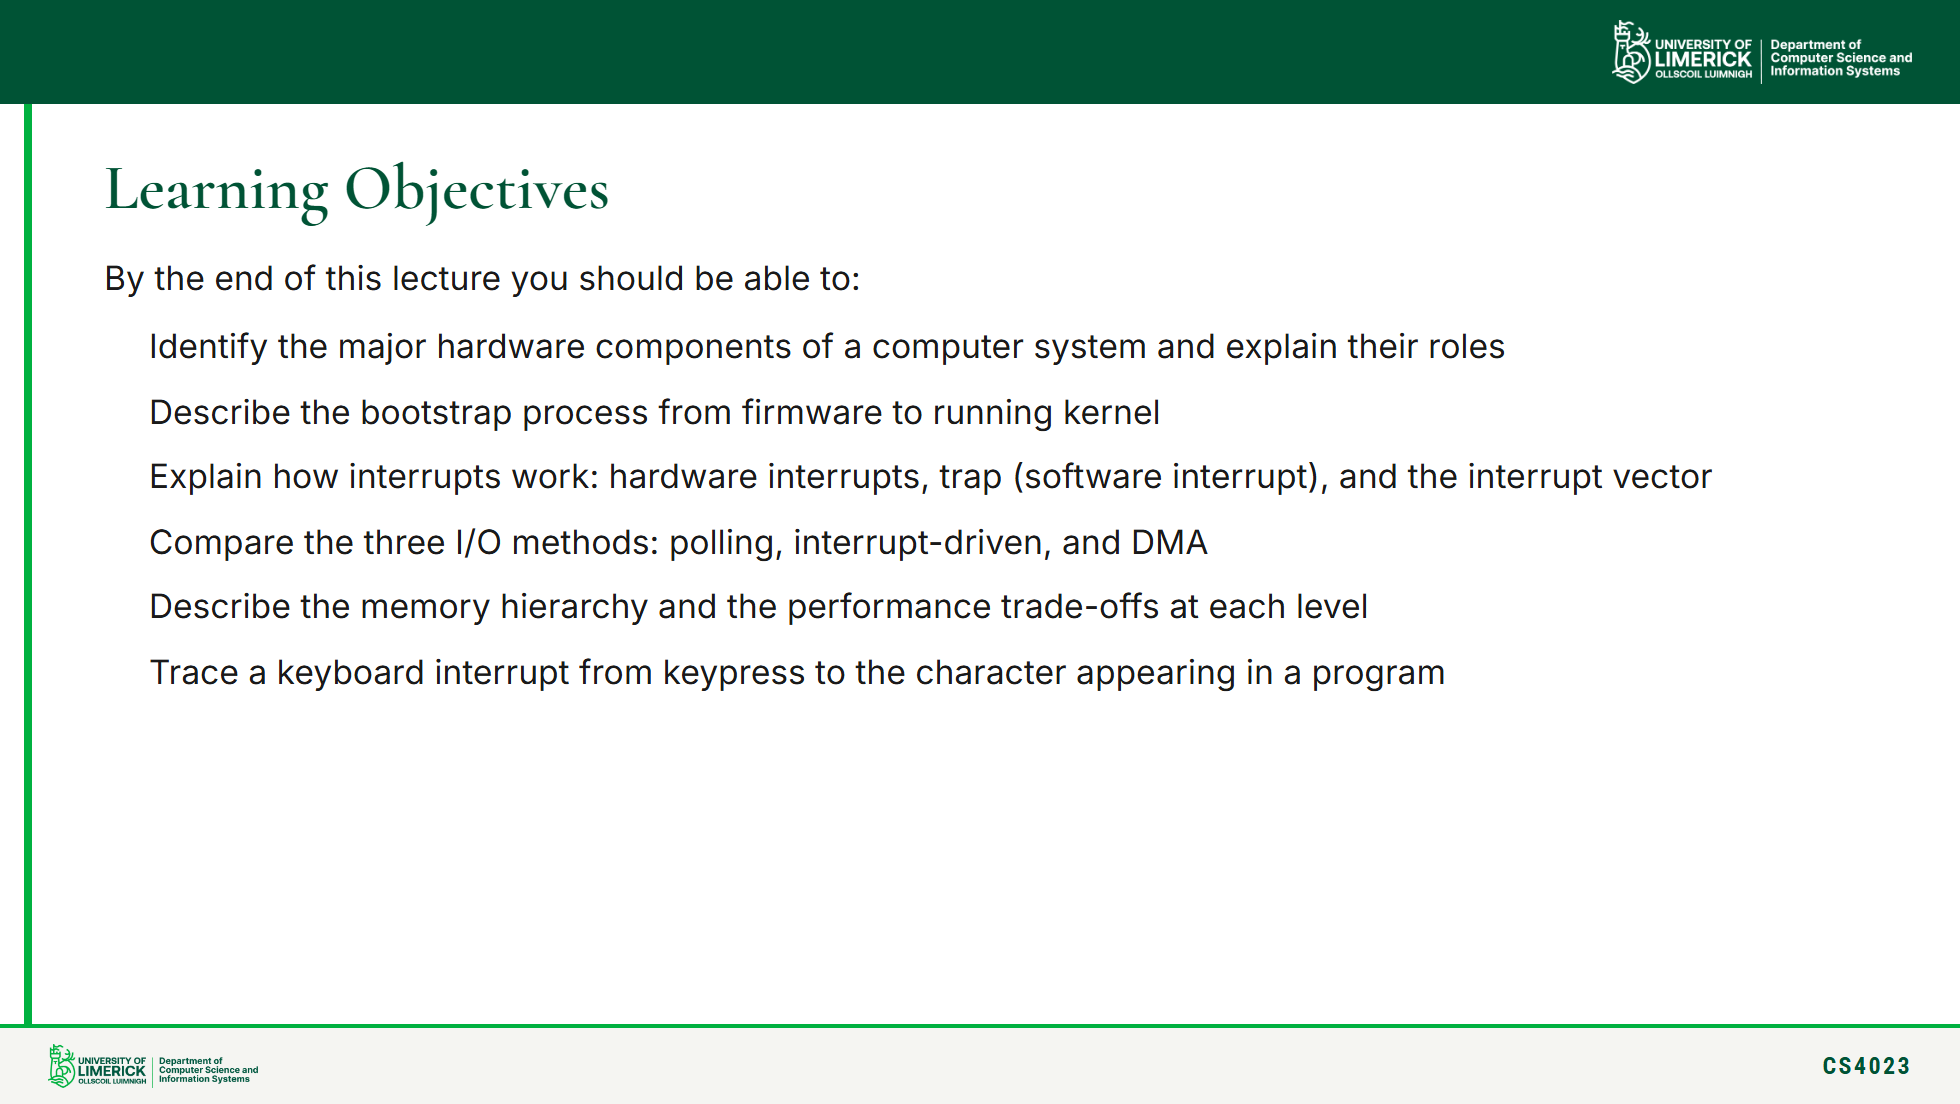 UNIVERSITY OF
LIMERICK
OLLSCOIL LUIMNIGH
Department of
Computer Science and
Information Systems
Learning Objectives
By the end of this lecture you should be able to:
Identify the major hardware components of a computer system and explain their roles
Describe the bootstrap process from firmware to running kernel
Explain how interrupts work: hardware interrupts, trap (software interrupt), and the interrupt vector
Compare the three I/O methods: polling, interrupt-driven, and DMA
Describe the memory hierarchy and the performance trade-offs at each level
Trace a keyboard interrupt from keypress to the character appearing in a program
UNIVERSITY OF
LIMERICK
OLLSCOIL LUIMNIGH
Department of
Computer Science and
Information Systems
CS4023